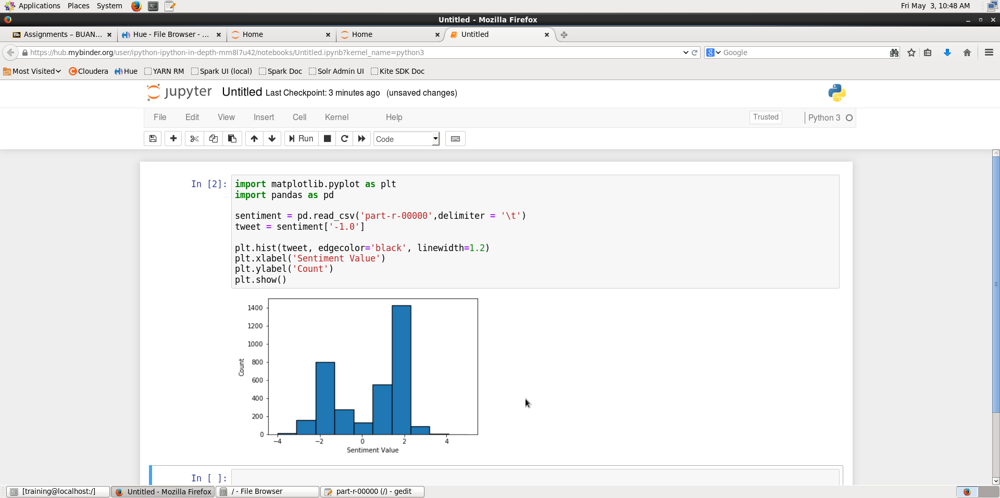 Applications Places System Fri May 3, 10:48 AM
Untitled - Mozilla Firefox
Bb Assignments – BUAN... Hue - File Browser - ... Home Home Untitled
https://hub.mybinder.org/user/ipython-ipython-in-depth-mm8l7u42/notebooks/Untitled.ipynb?kernel_name=python3 8 Google
Most Visited Cloudera Hue YARN RM Spark UI (local) Spark Doc Solr Admin UI Kite SDK Doc
jupyter Untitled Last Checkpoint: 3 minutes ago (unsaved changes)
File Edit View Insert Cell Kernel Help Trusted Python 3
Run Code
In [2]: import matplotlib.pyplot as plt
import pandas as pd
sentiment = pd.read_csv('part-r-00000',delimiter = '\t')
tweet = sentiment['-1.0']
plt.hist(tweet, edgecolor='black', linewidth=1.2)
plt.xlabel('Sentiment Value')
plt.ylabel('Count')
plt.show()
1400
1200
1000
800
600
400
200
0
Count
−4 −2 0 2 4
Sentiment Value
In [ ]:
[training@localhost:/] Untitled - Mozilla Firefox / - File Browser part-r-00000 (/) - gedit